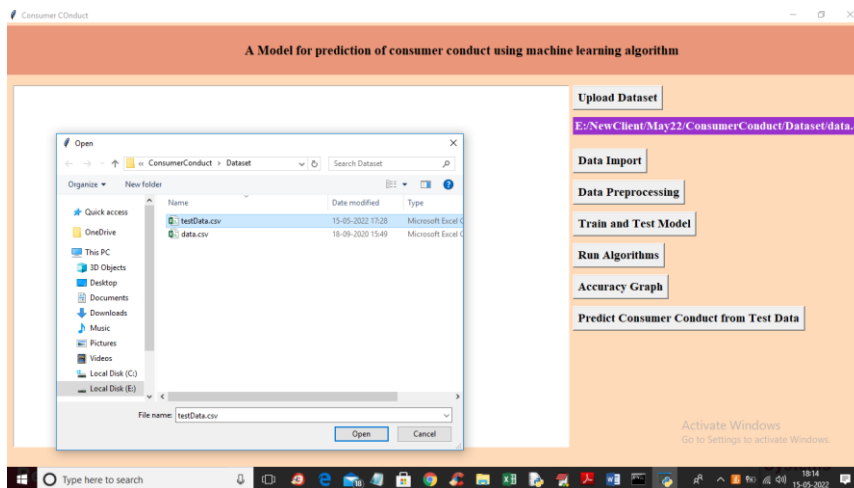 Consumer COnduct
A Model for prediction of consumer conduct using machine learning algorithm
Upload Dataset
E:/NewClient/May22/ConsumerConduct/Dataset/data.
Data Import
Data Preprocessing
Train and Test Model
Run Algorithms
Accuracy Graph
Predict Consumer Conduct from Test Data
Open
« ConsumerConduct › Dataset
Search Dataset
Organize
New folder
Name Date modified Type
testData.csv 15-05-2022 17:28 Microsoft Excel C
data.csv 18-09-2020 15:49 Microsoft Excel C
Quick access
OneDrive
This PC
3D Objects
Desktop
Documents
Downloads
Music
Pictures
Videos
Local Disk (C:)
Local Disk (E:)
File name: testData.csv
Open Cancel
Activate Windows
Go to Settings to activate Windows.
Type here to search
18:14
15-05-2022